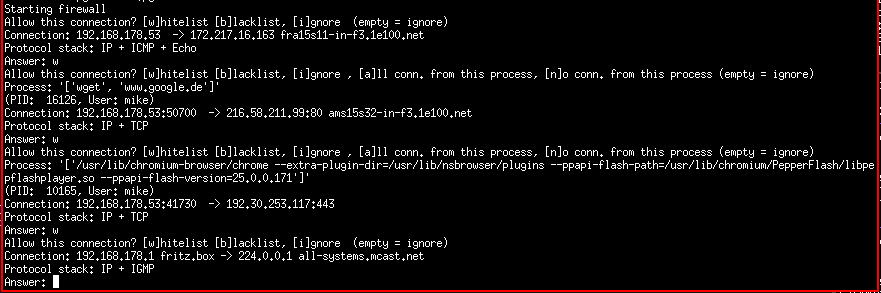 Starting firewall
Allow this connection? [w]hitelist [b]lacklist, [i]gnore  (empty = ignore)
Connection: 192.168.178.53  -> 172.217.16.163 fra15s11-in-f3.1e100.net
Protocol stack: IP + ICMP + Echo
Answer: w
Allow this connection? [w]hitelist [b]lacklist, [i]gnore , [a]ll conn. from this process, [n]o conn. from this process (empty = ignore)
Process: '['wget', 'www.google.de']'
(PID:  16126, User: mike)
Connection: 192.168.178.53:50700  -> 216.58.211.99:80 ams15s32-in-f3.1e100.net
Protocol stack: IP + TCP
Answer: w
Allow this connection? [w]hitelist [b]lacklist, [i]gnore , [a]ll conn. from this process, [n]o conn. from this process (empty = ignore)
Process: '['/usr/lib/chromium-browser/chrome --extra-plugin-dir=/usr/lib/nsbrowser/plugins --ppapi-flash-path=/usr/lib/chromium/PepperFlash/libpe
pflashplayer.so --ppapi-flash-version=25.0.0.171']'
(PID:  10165, User: mike)
Connection: 192.168.178.53:41730  -> 192.30.253.117:443
Protocol stack: IP + TCP
Answer: w
Allow this connection? [w]hitelist [b]lacklist, [i]gnore  (empty = ignore)
Connection: 192.168.178.1 fritz.box -> 224.0.0.1 all-systems.mcast.net
Protocol stack: IP + IGMP
Answer: